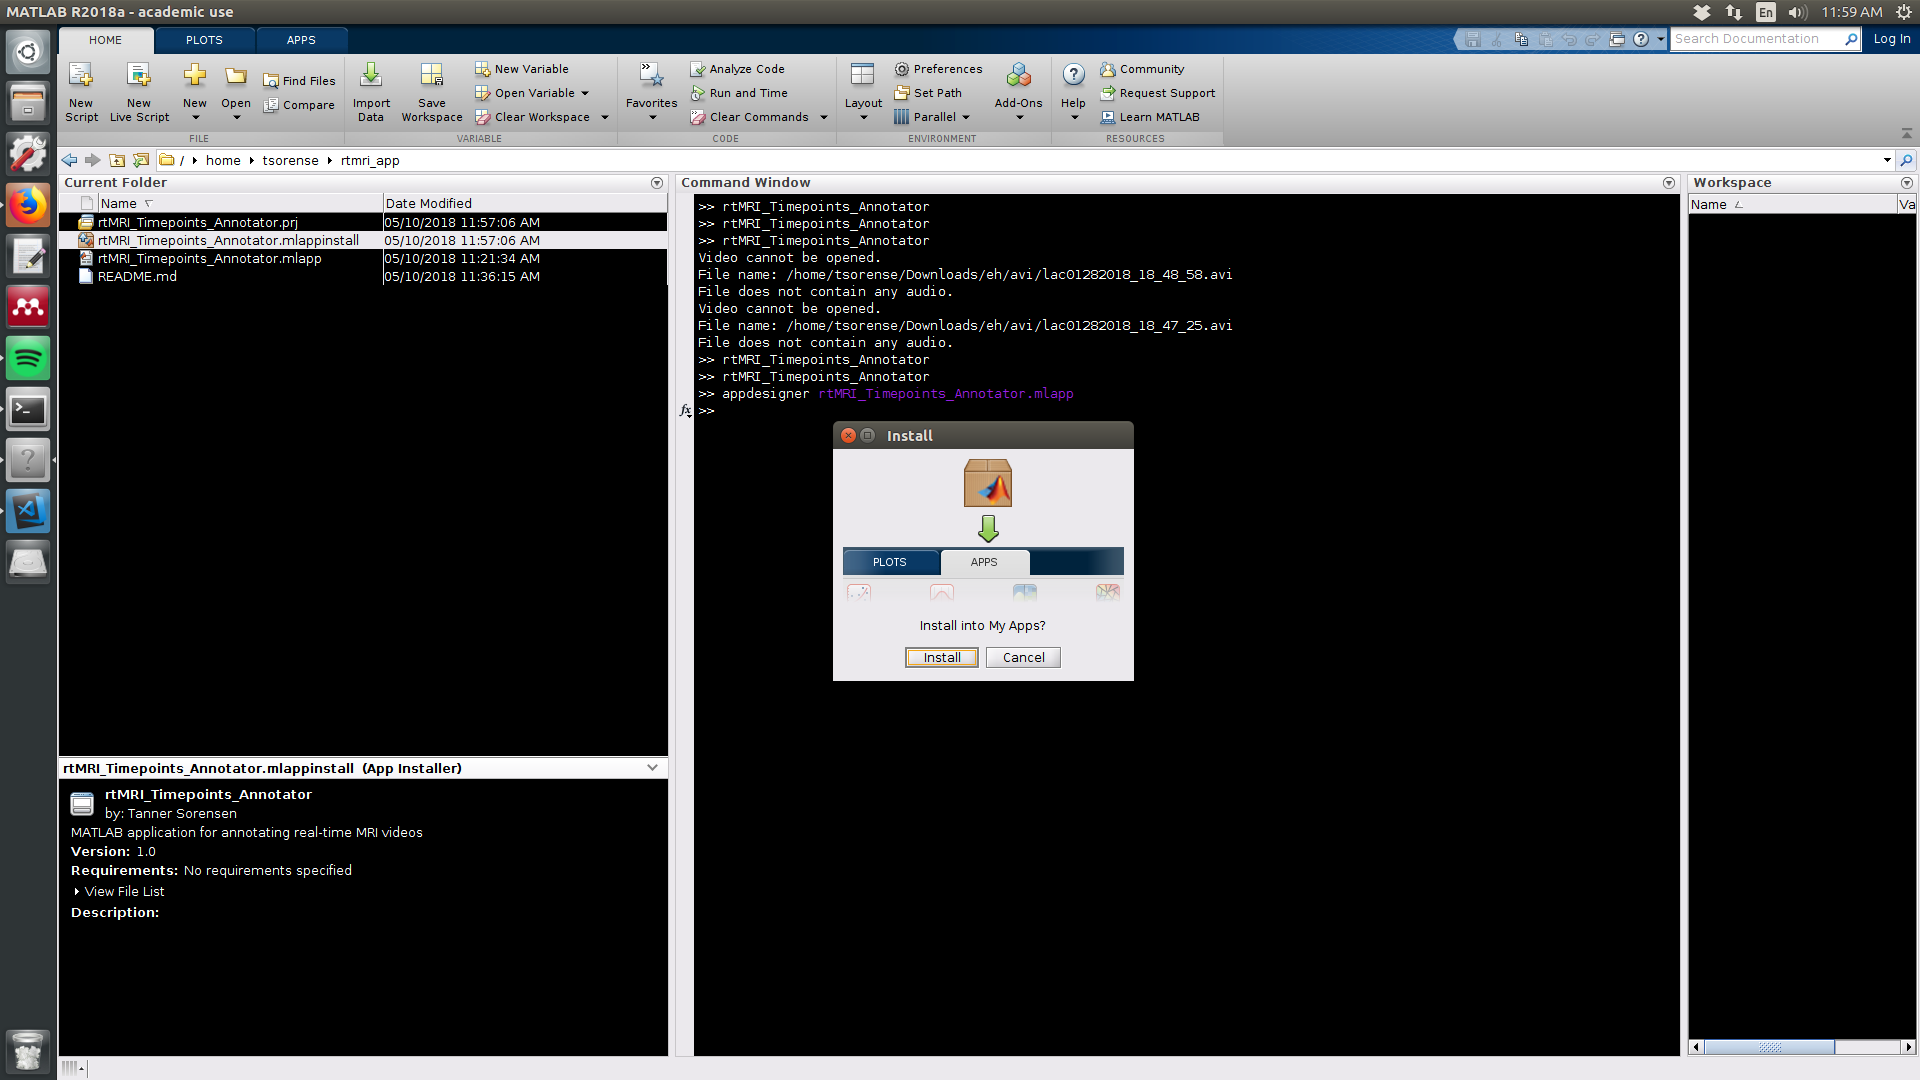 MATLAB R2018a - academic use
En
11:59 AM
HOME
PLOTS
APPS
Search Documentation
Log In
New Script
New Live Script
New
Open
Find Files
Compare
FILE
Import Data
Save Workspace
New Variable
Open Variable
Clear Workspace
VARIABLE
Favorites
Analyze Code
Run and Time
Clear Commands
CODE
Layout
Preferences
Set Path
Parallel
Add-Ons
ENVIRONMENT
Help
Community
Request Support
Learn MATLAB
RESOURCES
/ home tsorense rtmri_app
Current Folder
Name Date Modified
rtMRI_Timepoints_Annotator.prj 05/10/2018 11:57:06 AM
rtMRI_Timepoints_Annotator.mlappinstall 05/10/2018 11:57:06 AM
rtMRI_Timepoints_Annotator.mlapp 05/10/2018 11:21:34 AM
README.md 05/10/2018 11:36:15 AM
rtMRI_Timepoints_Annotator.mlappinstall (App Installer)
rtMRI_Timepoints_Annotator
by: Tanner Sorensen
MATLAB application for annotating real-time MRI videos
Version: 1.0
Requirements: No requirements specified
View File List
Description:
Command Window
>> rtMRI_Timepoints_Annotator
>> rtMRI_Timepoints_Annotator
>> rtMRI_Timepoints_Annotator
Video cannot be opened.
File name: /home/tsorense/Downloads/eh/avi/lac01282018_18_48_58.avi
File does not contain any audio.
Video cannot be opened.
File name: /home/tsorense/Downloads/eh/avi/lac01282018_18_47_25.avi
File does not contain any audio.
>> rtMRI_Timepoints_Annotator
>> rtMRI_Timepoints_Annotator
>> appdesigner rtMRI_Timepoints_Annotator.mlapp
fx >>
Install
PLOTS
APPS
Install into My Apps?
Install
Cancel
Workspace
Name Va